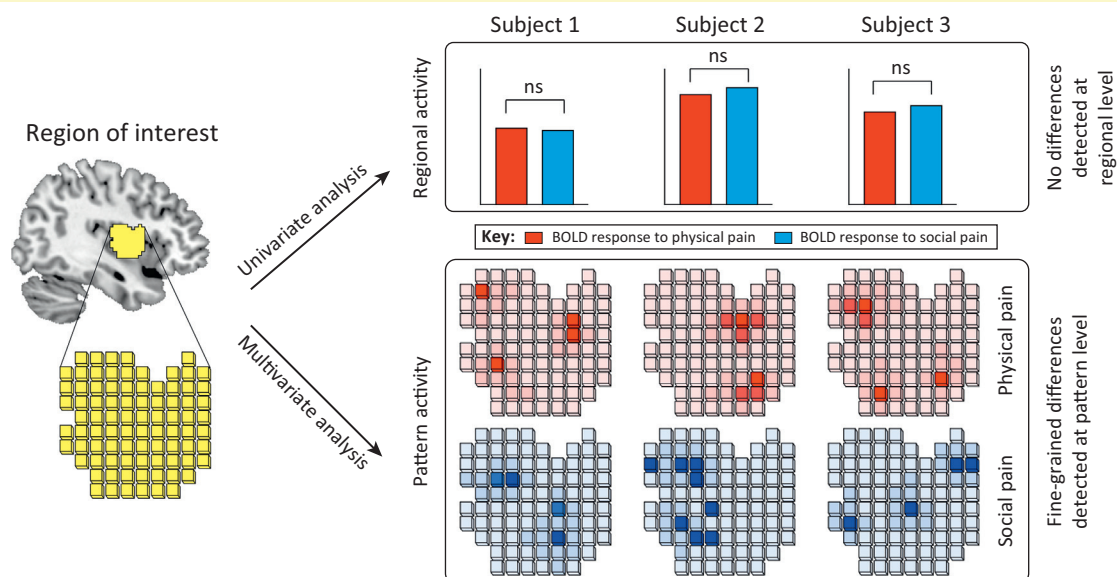 Subject 1
Subject 2
Subject 3
Regional activity
ns
ns
ns
No differences
detected at
regional level
Region of interest
Univariate analysis
Key: BOLD response to physical pain BOLD response to social pain
Multivariate analysis
Pattern activity
Physical pain
Social pain
Fine-grained differences
detected at pattern level